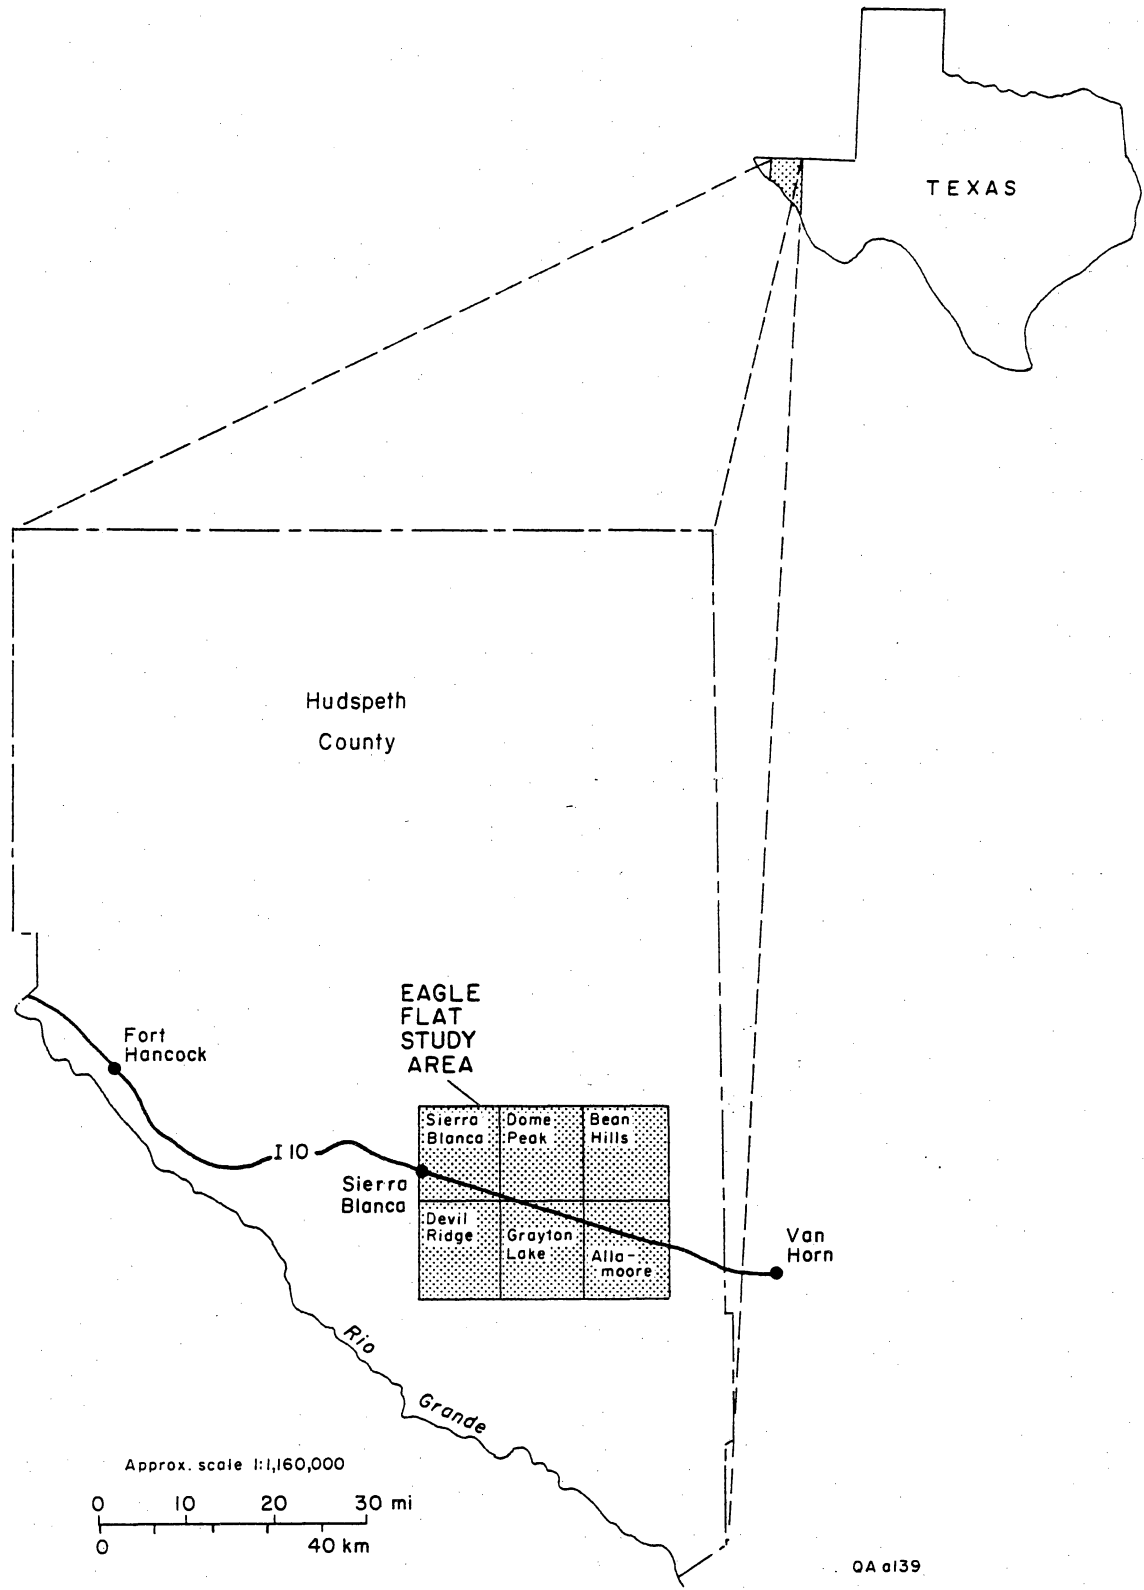 TEXAS
Hudspeth
County
EAGLE
FLAT
STUDY
AREA
Fort
Hancock
I 10
Sierra
Blanca
Sierra
Blanca
Dome
Peak
Bean
Hills
Devil
Ridge
Grayton
Lake
Alla-
moore
Van
Horn
Rio
Grande
Approx. scale 1:1,160,000
0 10 20 30 mi
0 40 km
QA a139